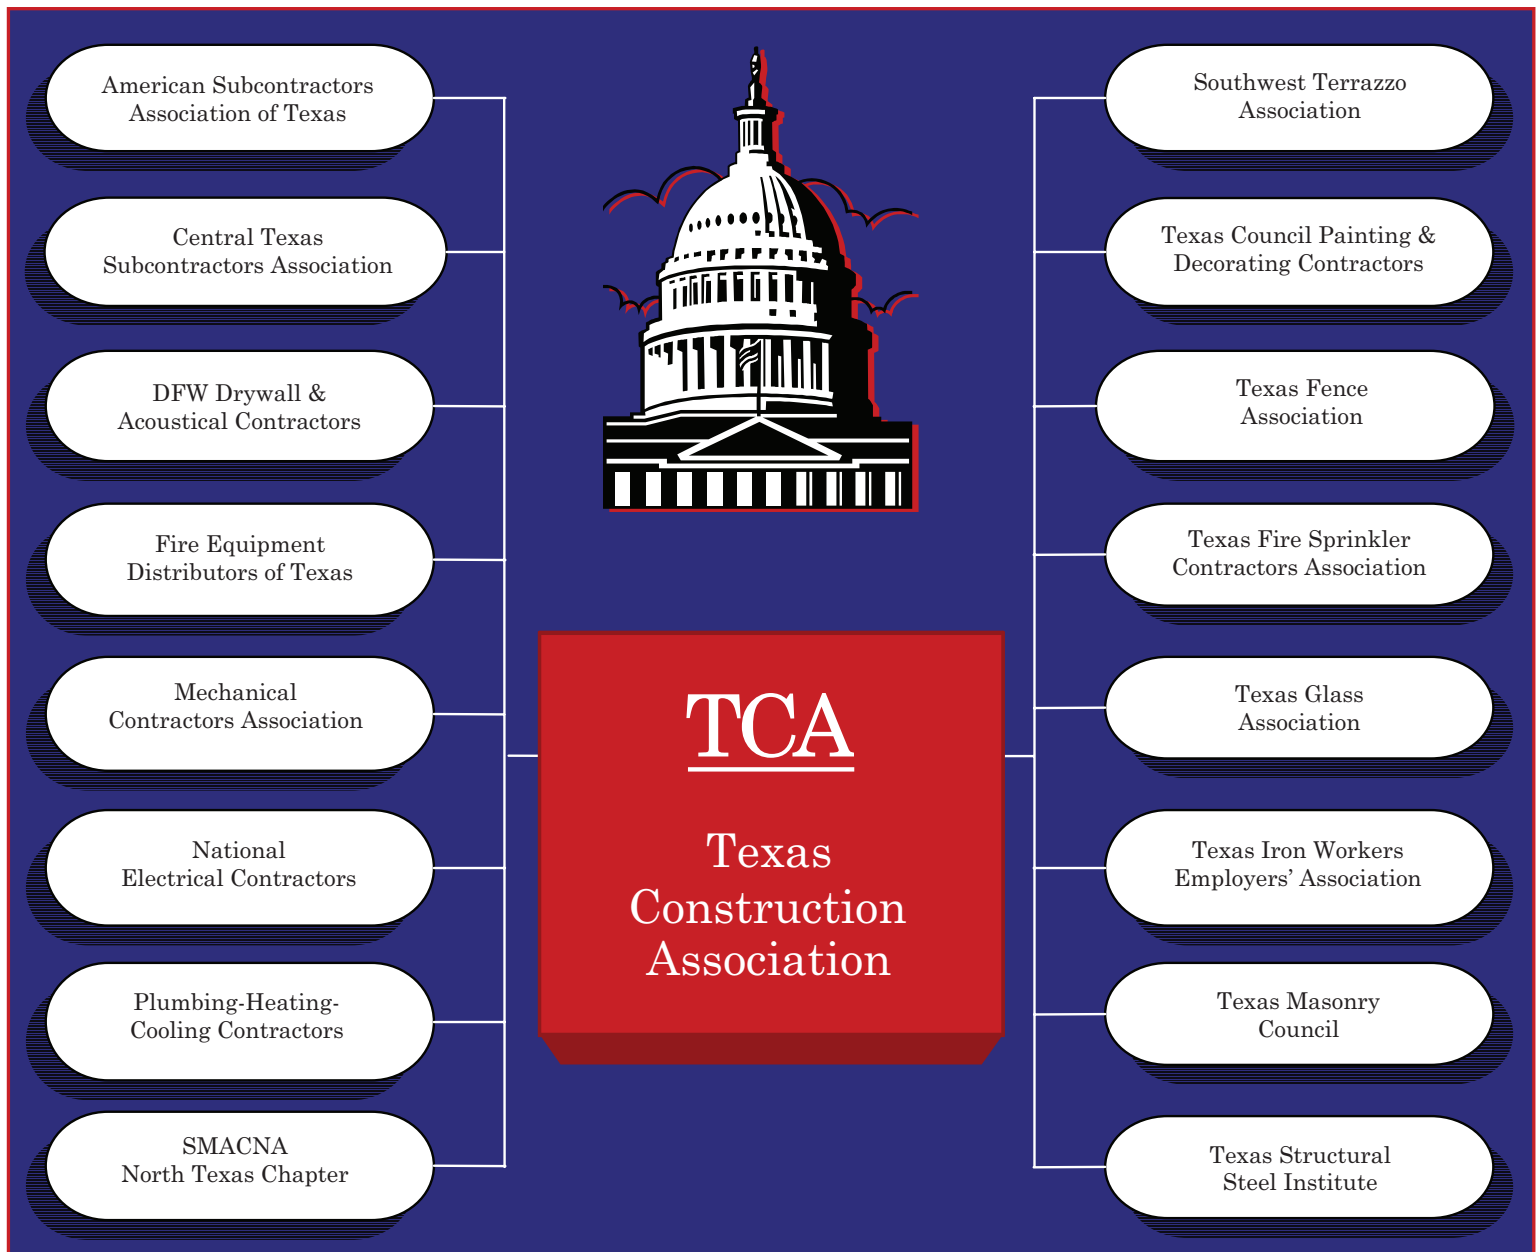 American Subcontractors
Association of Texas
Central Texas
Subcontractors Association
DFW Drywall &
Acoustical Contractors
Fire Equipment
Distributors of Texas
Mechanical
Contractors Association
National
Electrical Contractors
Plumbing-Heating-
Cooling Contractors
SMACNA
North Texas Chapter
TCA
Texas
Construction
Association
Southwest Terrazzo
Association
Texas Council Painting &
Decorating Contractors
Texas Fence
Association
Texas Fire Sprinkler
Contractors Association
Texas Glass
Association
Texas Iron Workers
Employers’ Association
Texas Masonry
Council
Texas Structural
Steel Institute